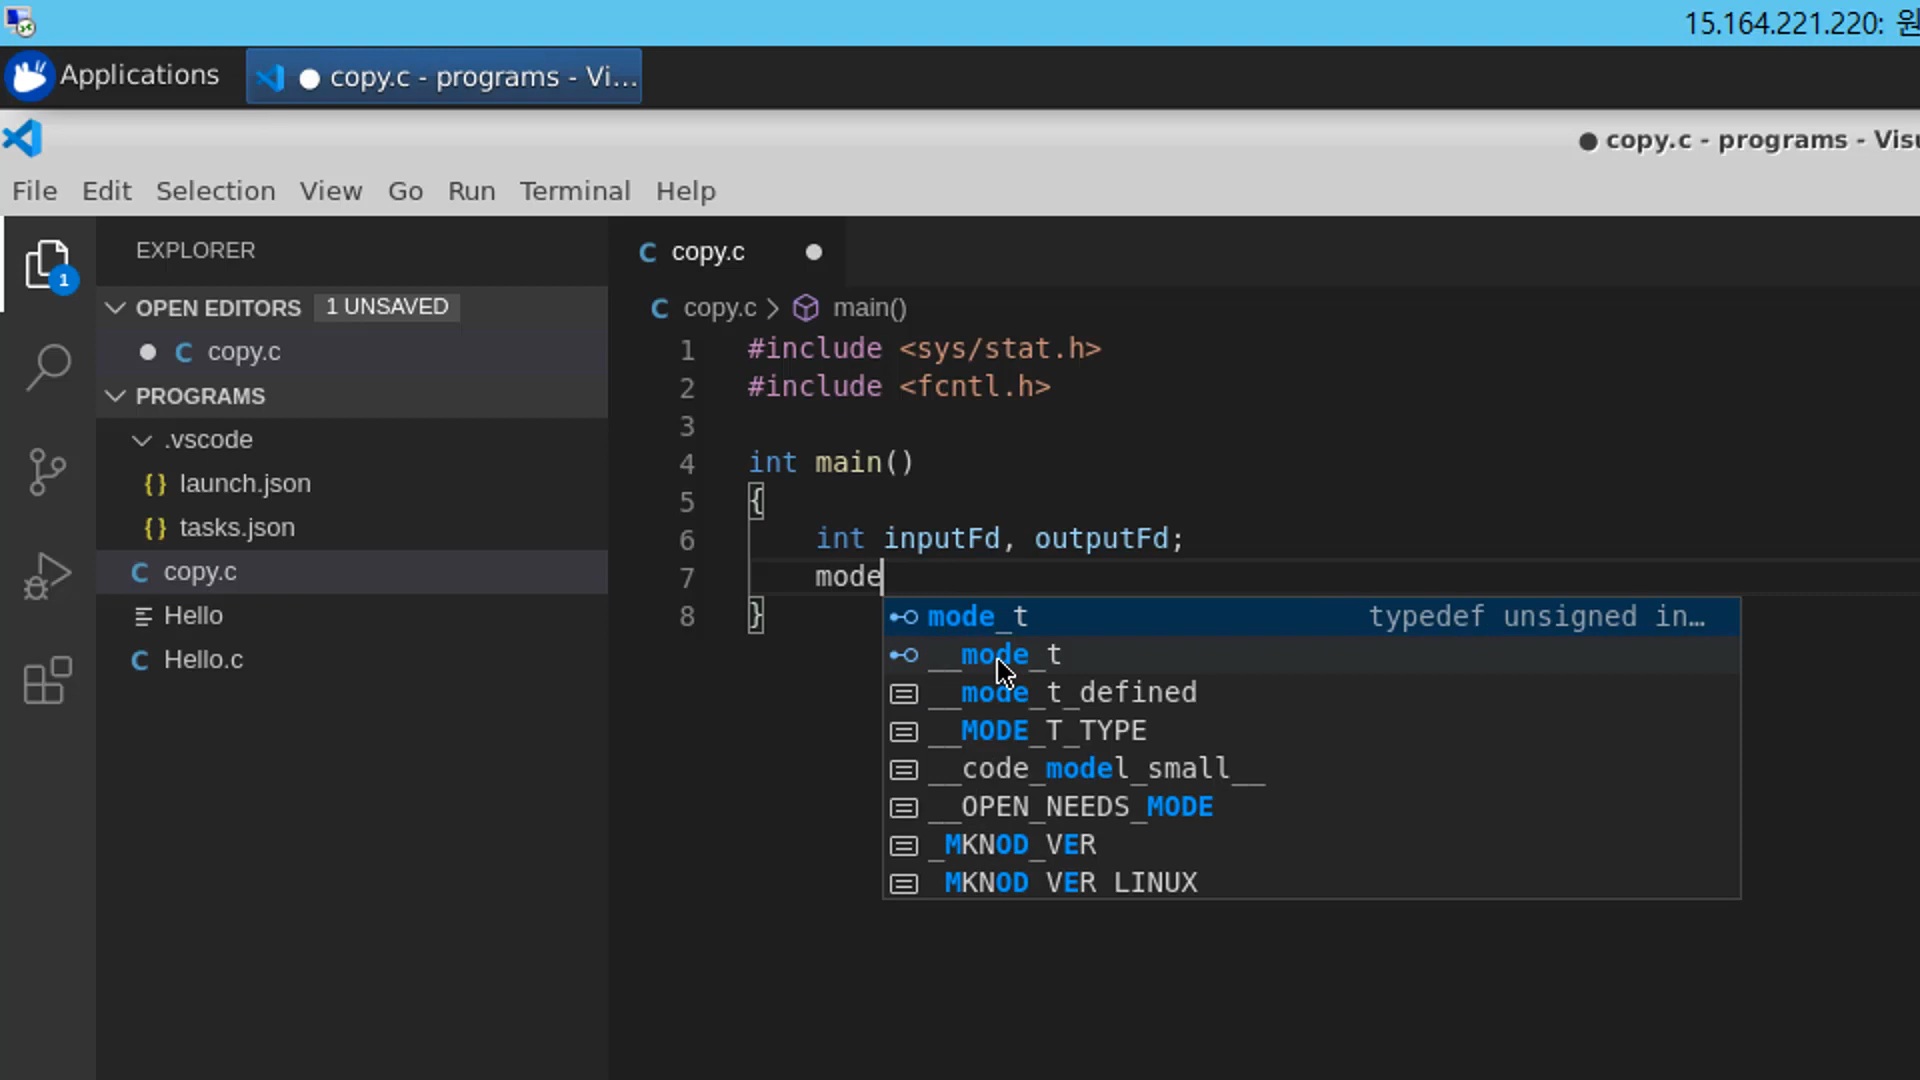 15.164.221.220: 원
Applications
copy.c - programs - Vi...
copy.c - programs - Visu
File Edit Selection View Go Run Terminal Help
EXPLORER
OPEN EDITORS 1 UNSAVED
C copy.c
PROGRAMS
.vscode
{} launch.json
{} tasks.json
C copy.c
Hello
C Hello.c
1
C copy.c
C copy.c > main()
1 #include <sys/stat.h>
2 #include <fcntl.h>
3
4 int main()
5 {
6 int inputFd, outputFd;
7 mode
8 }
mode_t typedef unsigned in…
__mode_t
__mode_t_defined
__MODE_T_TYPE
__code_model_small__
__OPEN_NEEDS_MODE
_MKNOD_VER
_MKNOD_VER_LINUX